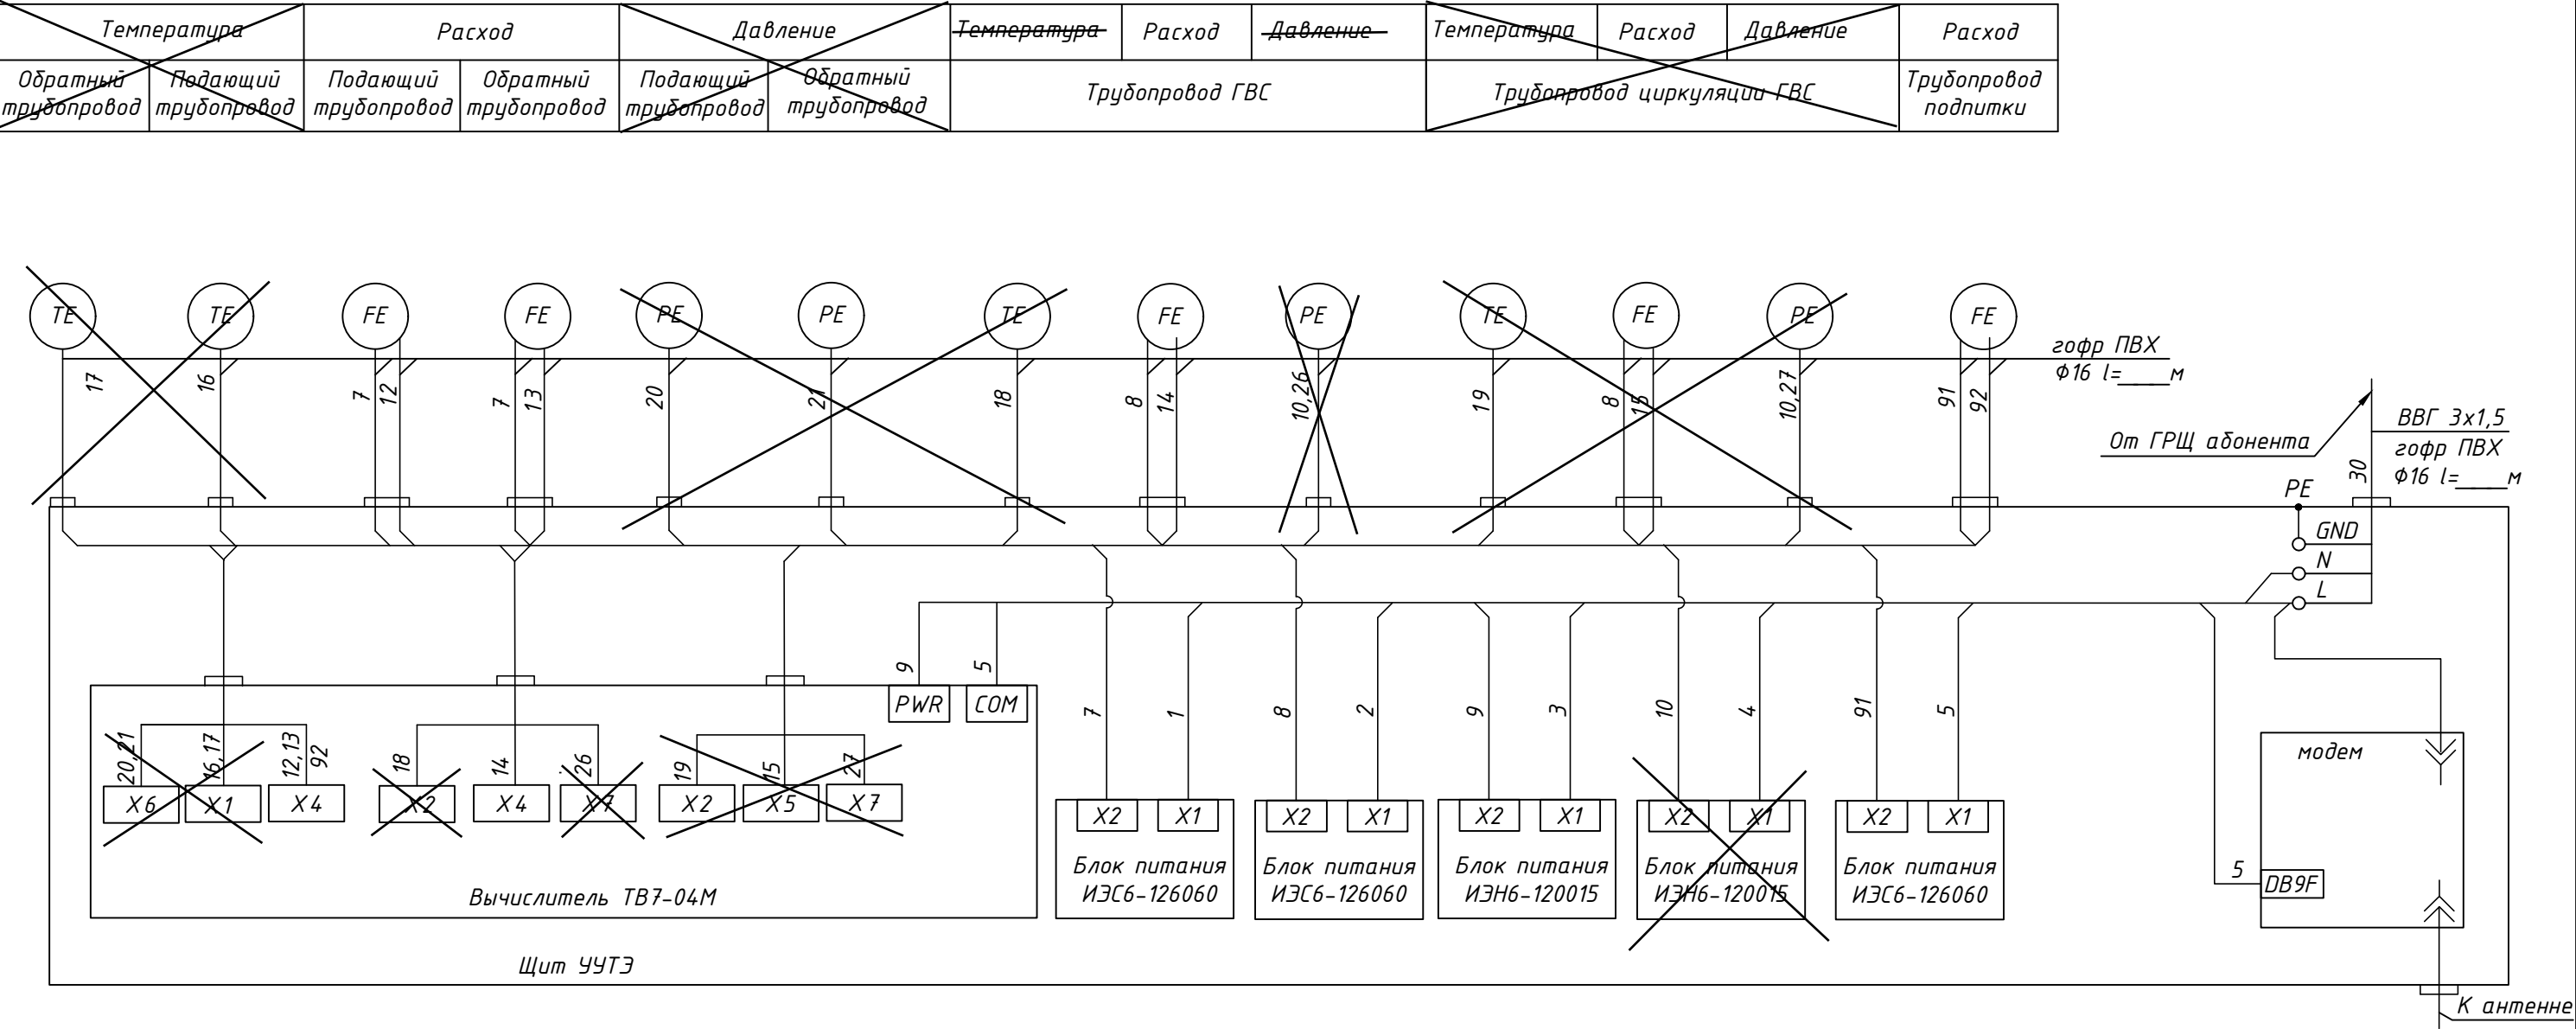 Температура
Расход
Давление
Температура
Расход
Давление
Температура
Расход
Давление
Расход
Обратный
трубопровод
Подающий
трубопровод
Подающий
трубопровод
Обратный
трубопровод
Подающий
трубопровод
Обратный
трубопровод
Трубопровод ГВС
Трубопровод циркуляции ГВС
Трубопровод
подпитки
TE
TE
FE
FE
PE
PE
TE
FE
PE
TE
FE
PE
FE
гофр ПВХ
Ф16 l=____м
17
16
7
12
7
13
20
21
18
8
14
10,26
19
8
15
10,27
91
92
От ГРЩ абонента
ВВГ 3x1,5
гофр ПВХ
Ф16 l=____м
30
PE
GND
N
L
9
5
PWR
COM
20,21
16,17
12,13
92
18
14
26
19
15
27
X6
X1
X4
X2
X4
X7
X2
X5
X7
Вычислитель ТВ7-04М
7
1
8
2
9
3
10
4
91
5
X2
X1
X2
X1
X2
X1
X2
X1
X2
X1
Блок питания
ИЭС6-126060
Блок питания
ИЭС6-126060
Блок питания
ИЭН6-120015
Блок питания
ИЭН6-120015
Блок питания
ИЭС6-126060
модем
5
DB9F
Щит УУТЭ
К антенне